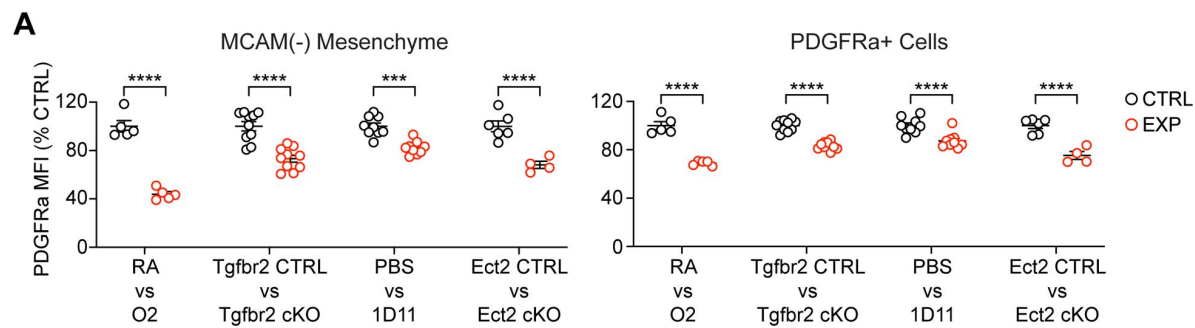 A
MCAM(-) Mesenchyme
PDGFRa+ Cells
PDGFRa MFI (% CTRL)
120
80
40
0
****
****
***
****
RA
vs
O2
Tgfbr2 CTRL
vs
Tgfbr2 cKO
PBS
vs
1D11
Ect2 CTRL
vs
Ect2 cKO
120
80
40
0
****
****
****
****
RA
vs
O2
Tgfbr2 CTRL
vs
Tgfbr2 cKO
PBS
vs
1D11
Ect2 CTRL
vs
Ect2 cKO
CTRL
EXP